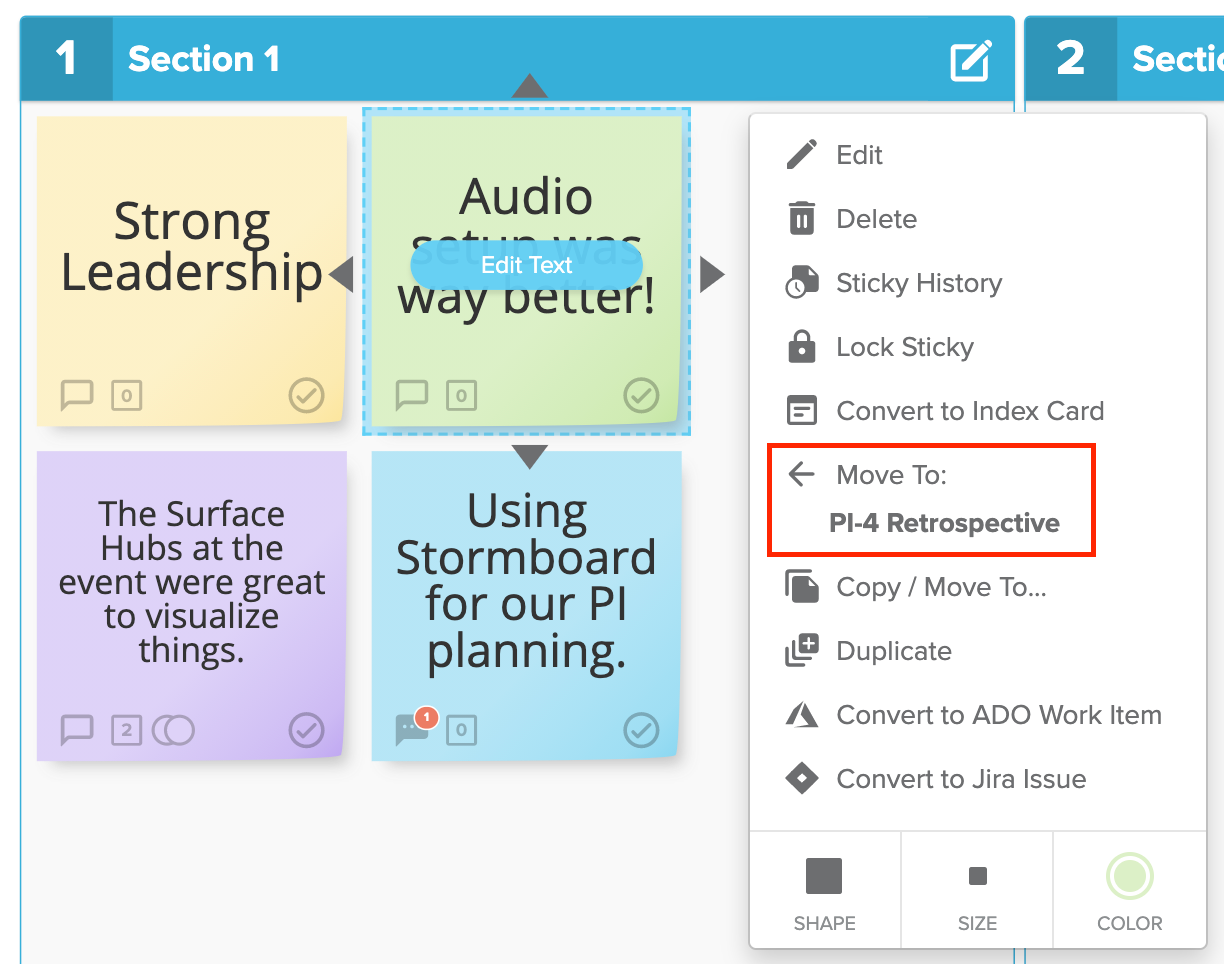 1 Section 1
2 Sectio
Strong
Leadership
0
Audio
setup was
way better!
Edit Text
0
The Surface
Hubs at the
event were great
to visualize
things.
2
Using
Stormboard
for our PI
planning.
1
0
Edit
Delete
Sticky History
Lock Sticky
Convert to Index Card
Move To:
PI-4 Retrospective
Copy / Move To...
Duplicate
Convert to ADO Work Item
Convert to Jira Issue
SHAPE
SIZE
COLOR